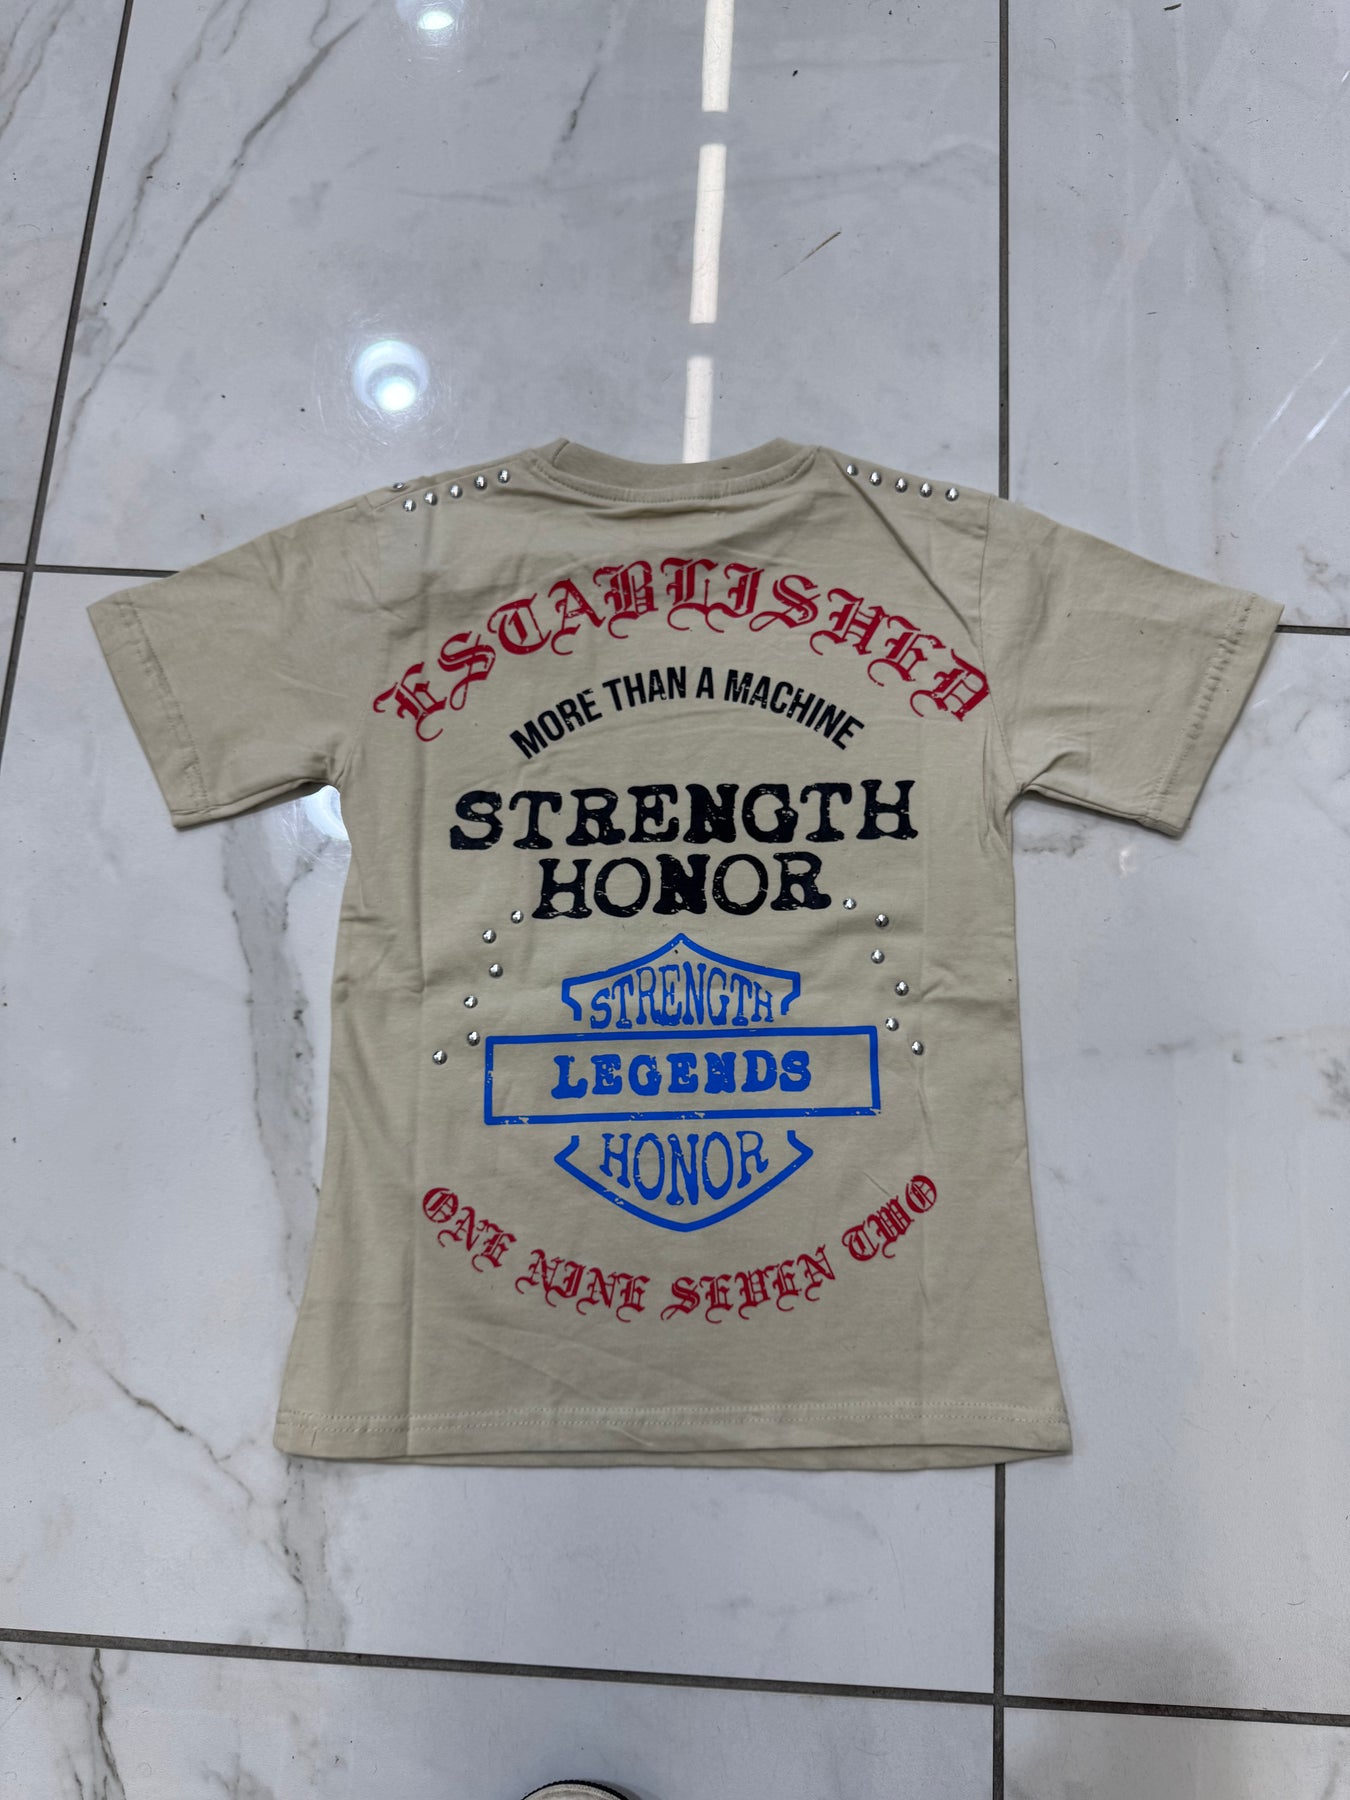 ESTABLISHED
MORE THAN A MACHINE
STRENGTH
HONOR
STRENGTH
LEGENDS
HONOR
ONE NINE SEVEN TWO